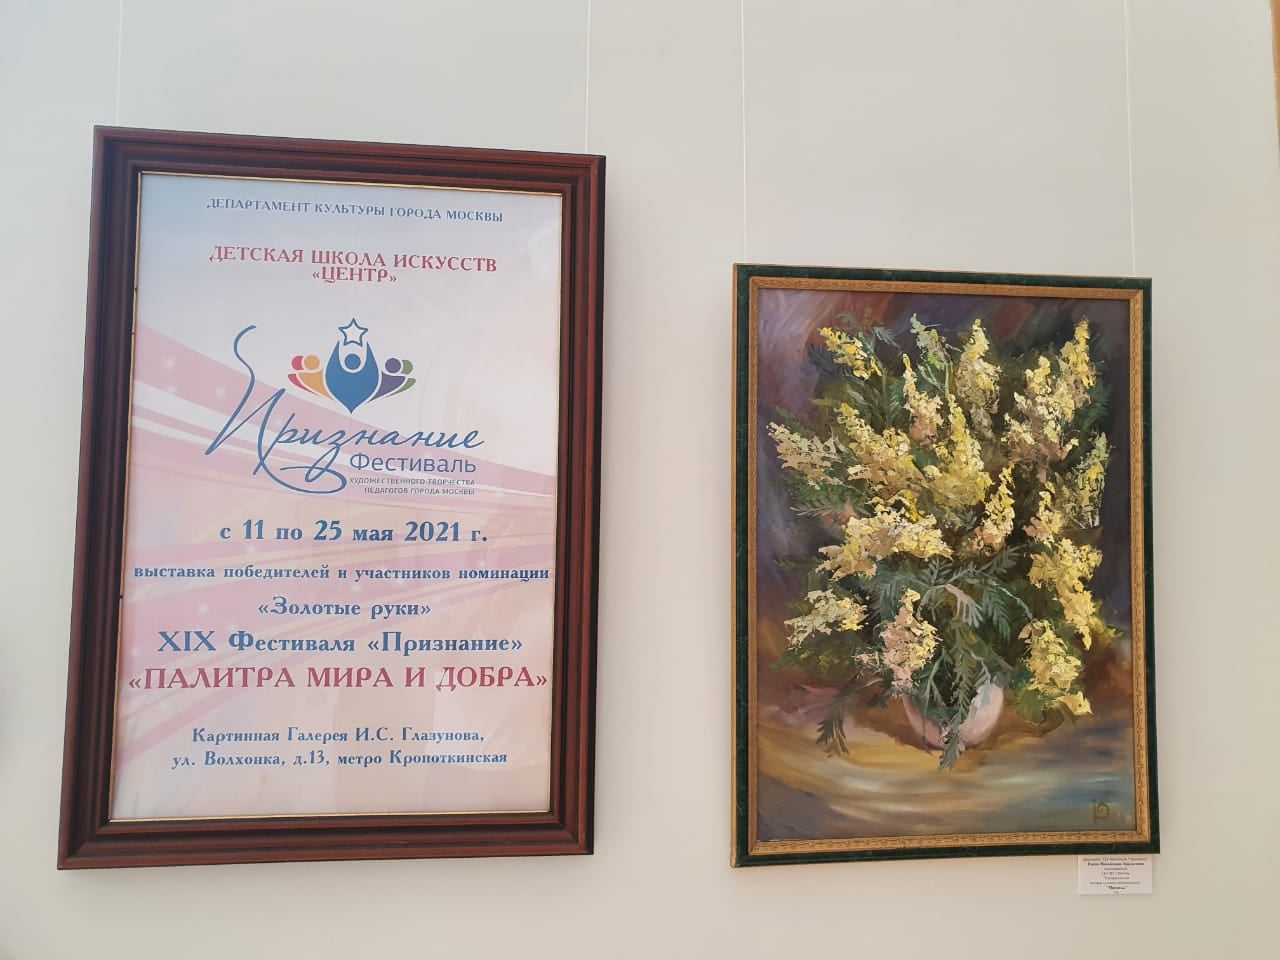 ДЕПАРТАМЕНТ КУЛЬТУРЫ ГОРОДА МОСКВЫ
ДЕТСКАЯ ШКОЛА ИСКУССТВ
«ЦЕНТР»
Признание
Фестиваль
ХУДОЖЕСТВЕННОГО ТВОРЧЕСТВА
ПЕДАГОГОВ ГОРОДА МОСКВЫ
с 11 по 25 мая 2021 г.
выставка победителей и участников номинации
«Золотые руки»
XIX Фестиваля «Признание»
«ПАЛИТРА МИРА И ДОБРА»
Картинная Галерея И.С. Глазунова,
ул. Волхонка, д.13, метро Кропоткинская